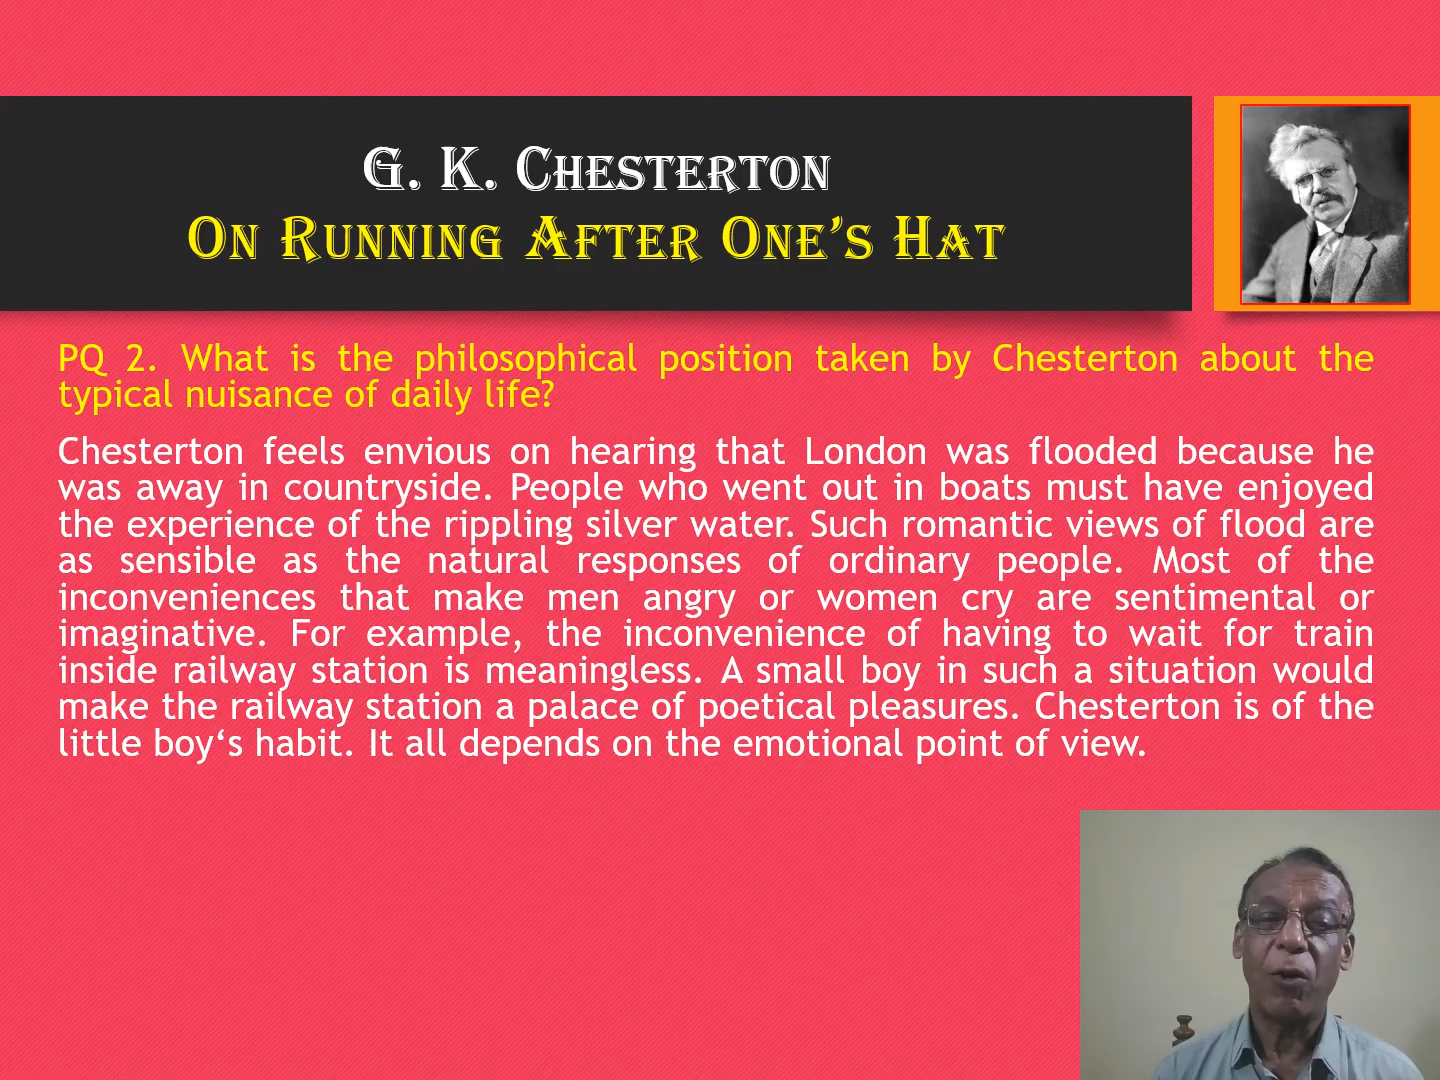 G. K. CHESTERTON
ON RUNNING AFTER ONE'S HAT
PQ 2. What is the philosophical position taken by Chesterton about the
typical nuisance of daily life?
Chesterton feels envious on hearing that London was flooded because he
was away in countryside. People who went out in boats must have enjoyed
the experience of the rippling silver water. Such romantic views of flood are
as sensible as the natural responses of ordinary people. Most of the
inconveniences that make men angry or women cry are sentimental or
imaginative. For example, the inconvenience of having to wait for train
inside railway station is meaningless. A small boy in such a situation would
make the railway station a palace of poetical pleasures. Chesterton is of the
little boy‘s habit. It all depends on the emotional point of view.